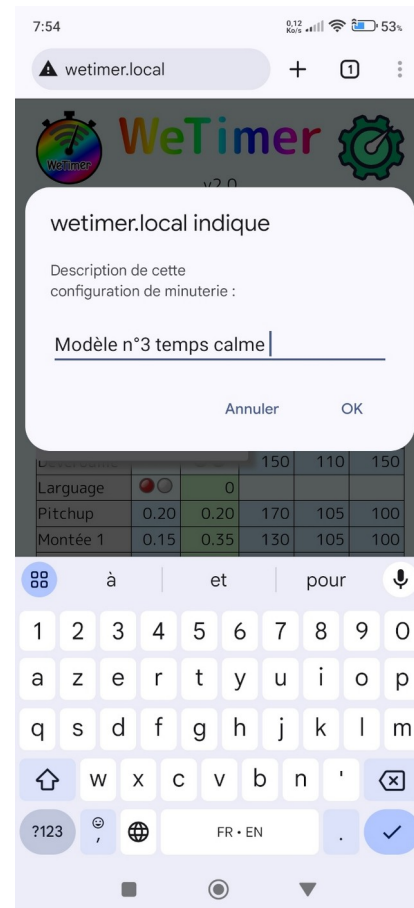 7:54
0,12 Ko/s 53%
wetimer.local
1
WeTimer
WeTimer
v2.0
wetimer.local indique
Description de cette
configuration de minuterie :
Modèle n°3 temps calme
Annuler OK
150 110 150
Larguage 0
Pitchup 0.20 0.20 170 105 100
Montée 1 0.15 0.35 130 105 100
à et pour
1 2 3 4 5 6 7 8 9 0
a z e r t y u i o p
q s d f g h j k l m
w x c v b n '
?123 , FR • EN .